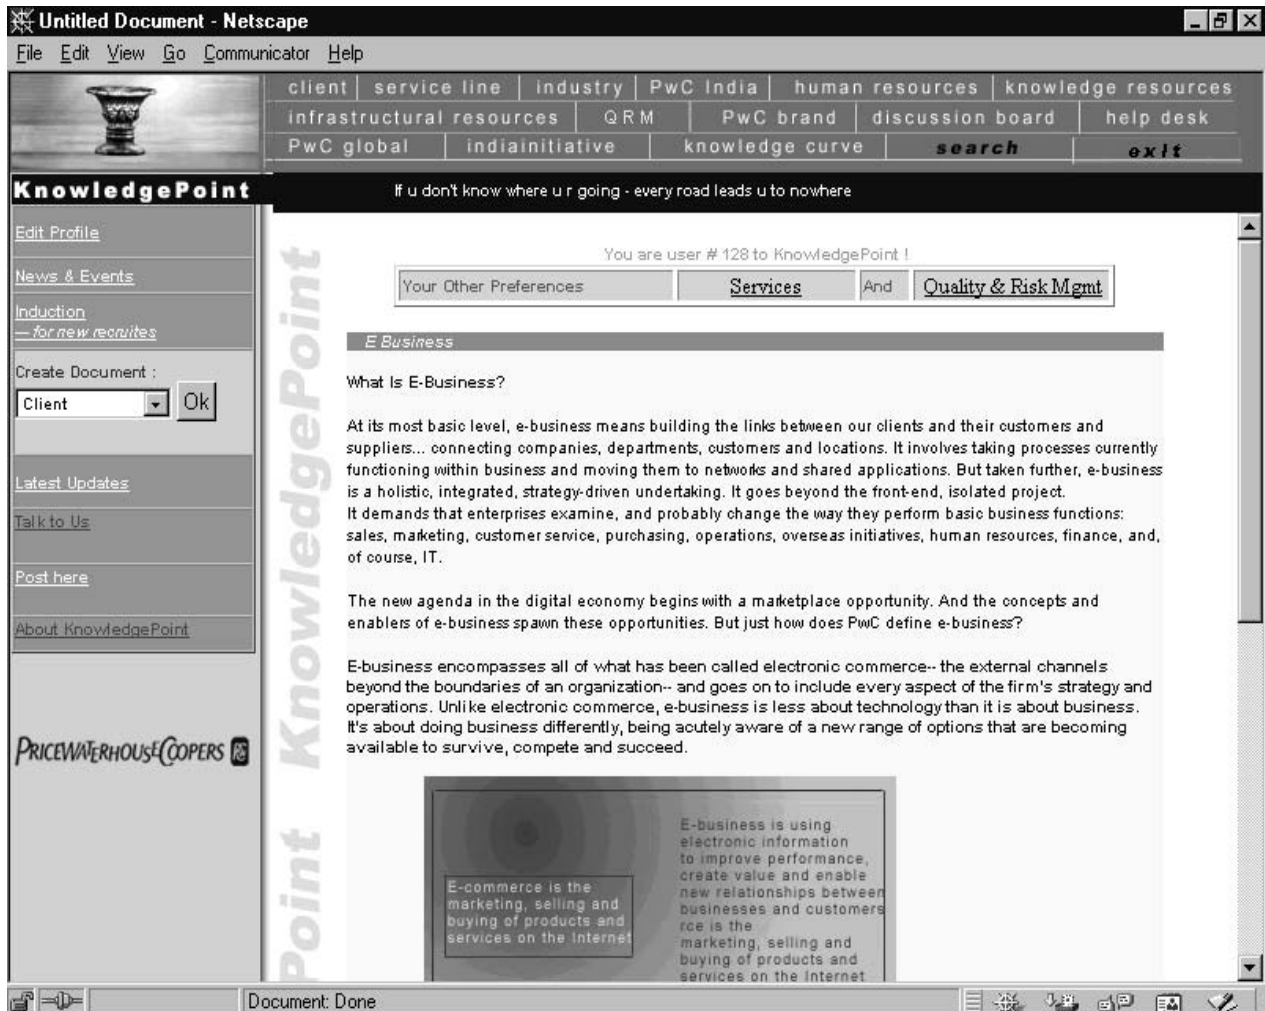 Untitled Document - Netscape
File Edit View Go Communicator Help
client service line industry PwC India human resources knowledge resources
infrastructural resources QRM PwC brand discussion board help desk
PwC global indiainitiative knowledge curve search exit
KnowledgePoint
If u don't know where u r going - every road leads u to nowhere
Edit Profile
News & Events
Induction
— for new recruites
Create Document :
Client Ok
Latest Updates
Talk to Us
Post here
About KnowledgePoint
PRICEWATERHOUSECOOPERS
KnowledgePoint
Point
You are user # 128 to KnowledgePoint !
Your Other Preferences Services And Quality & Risk Mgmt
E Business
What Is E-Business?
At its most basic level, e-business means building the links between our clients and their customers and
suppliers... connecting companies, departments, customers and locations. It involves taking processes currently
functioning within business and moving them to networks and shared applications. But taken further, e-business
is a holistic, integrated, strategy-driven undertaking. It goes beyond the front-end, isolated project.
It demands that enterprises examine, and probably change the way they perform basic business functions:
sales, marketing, customer service, purchasing, operations, overseas initiatives, human resources, finance, and,
of course, IT.
The new agenda in the digital economy begins with a marketplace opportunity. And the concepts and
enablers of e-business spawn these opportunities. But just how does PwC define e-business?
E-business encompasses all of what has been called electronic commerce-- the external channels
beyond the boundaries of an organization-- and goes on to include every aspect of the firm's strategy and
operations. Unlike electronic commerce, e-business is less about technology than it is about business.
It's about doing business differently, being acutely aware of a new range of options that are becoming
available to survive, compete and succeed.
E-commerce is the
marketing, selling and
buying of products and
services on the Internet
E-business is using
electronic information
to improve performance,
create value and enable
new relationships between
businesses and customers
rce is the
marketing, selling and
buying of products and
services on the Internet
Document: Done